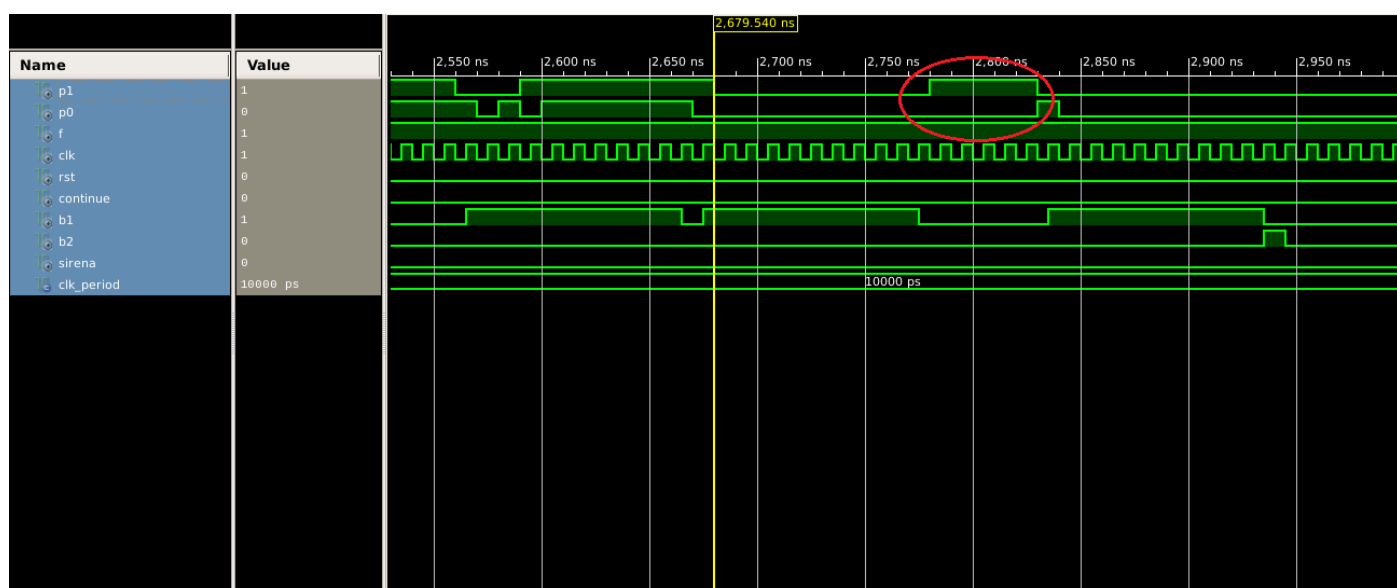 2,679.540 ns
Name Value
2,550 ns 2,600 ns 2,650 ns 2,700 ns 2,750 ns 2,800 ns 2,850 ns 2,900 ns 2,950 ns
p1 1
p0 0
f 1
clk 1
rst 0
continue 0
b1 1
b2 0
sirena 0
clk_period 10000 ps 10000 ps